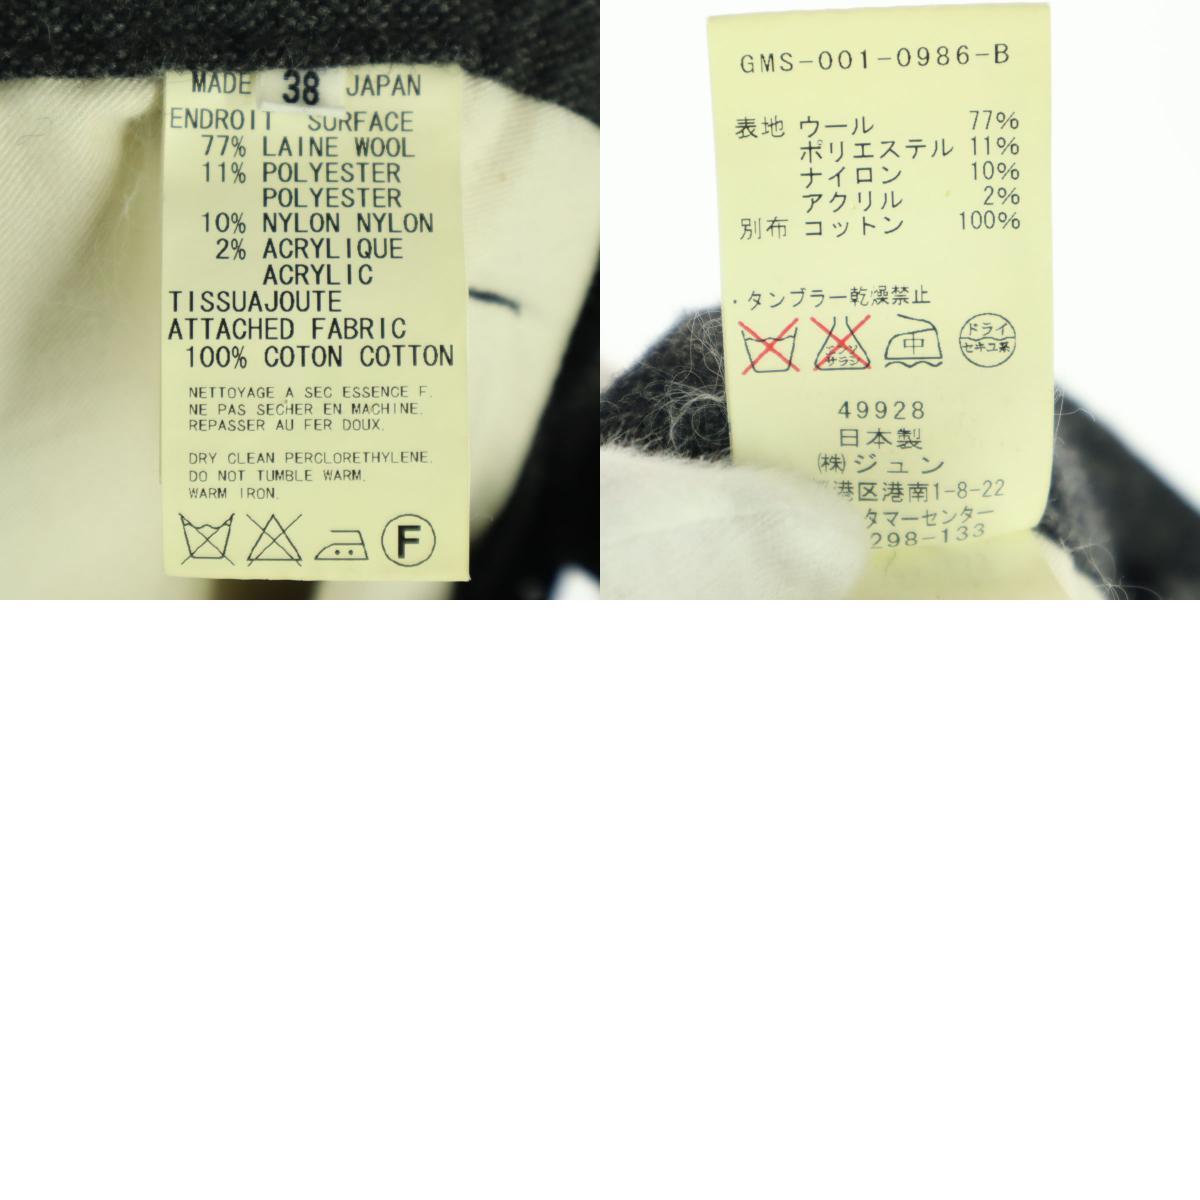 MADE 38 JAPAN
ENDROIT SURFACE
77% LAINE WOOL
11% POLYESTER
POLYESTER
10% NYLON NYLON
2% ACRYLIQUE
ACRYLIC
TISSUAJOUTE
ATTACHED FABRIC
100% COTON COTTON
NETTOYAGE A SEC ESSENCE F.
NE PAS SECHER EN MACHINE.
REPASSER AU FER DOUX.
DRY CLEAN PERCLORETHYLENE.
DO NOT TUMBLE WARM.
WARM IRON.
F
GMS-001-0986-B
表地 ウール 77%
ポリエステル 11%
ナイロン 10%
アクリル 2%
別布 コットン 100%
・タンブラー乾燥禁止
エンソ
サラシ
中
ドライ
セキユ系
49928
日本製
(株)ジュン
港区港南1-8-22
タマーセンター
298-133